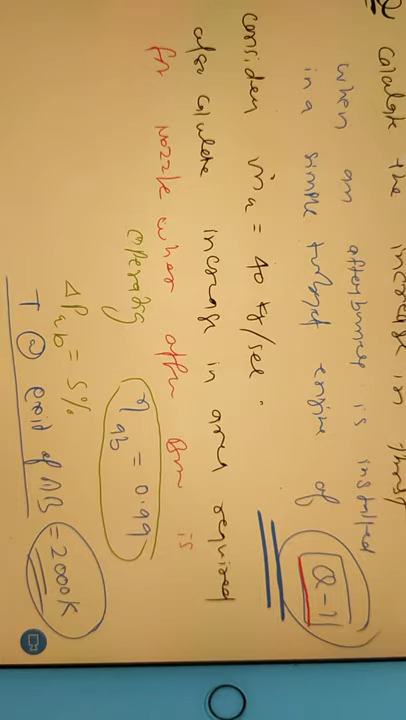 Q calculate the increase in thrust
when an afterburner is installed
in a simple turbojet engine of Q-1
consider ṁa = 40 kg/sec.
also calculate increase in area required
for nozzle when after burn is
operating ηab = 0.99
ΔPab = 5%
T @ exit of AB = 2000K